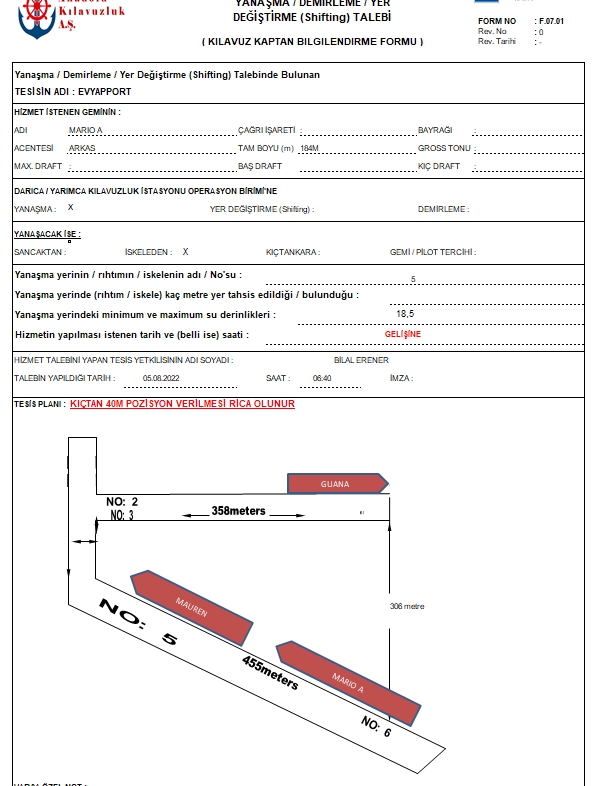 Kılavuzluk
A.Ş.
YANAŞMA / DEMİRLEME / YER
DEĞİŞTİRME (Shifting) TALEBİ
( KILAVUZ KAPTAN BILGILENDIRME FORMU )
FORM NO : F.07.01
Rev. No : 0
Rev. Tarihi : -
Yanaşma / Demirleme / Yer Değiştirme (Shifting) Talebinde Bulunan
TESİSİN ADI : EVYAPPORT
HİZMET İSTENEN GEMİNİN :
ADI MARIO A ÇAĞRI İŞARETİ : BAYRAĞI :
ACENTESİ ARKAS TAM BOYU (m) 184M GROSS TONU :
MAX. DRAFT : BAŞ DRAFT : KIÇ DRAFT :
DARICA / YARIMCA KILAVUZLUK İSTASYONU OPERASYON BİRİMİ'NE
YANAŞMA : X YER DEĞİŞTİRME (Shifting) : DEMİRLEME :
YANAŞACAK İSE :
SANCAKTAN : İSKELEDEN : X KIÇTANKARA : GEMİ / PİLOT TERCİHİ :
Yanaşma yerinin / rıhtımın / iskelenin adı / No'su : 5
Yanaşma yerinde (rıhtım / iskele) kaç metre yer tahsis edildiği / bulunduğu :
Yanaşma yerindeki minimum ve maximum su derinlikleri : 18,5
Hizmetin yapılması istenen tarih ve (belli ise) saati : GELİŞİNE
HİZMET TALEBİNİ YAPAN TESİS YETKİLİSİNİN ADI SOYADI : BİLAL ERENER
TALEBİN YAPILDIĞI TARİH : 05.08.2022 SAAT : 06:40 İMZA :
TESİS PLANI : KIÇTAN 40M POZİSYON VERİLMESİ RİCA OLUNUR
GUANA
NO: 2
NO: 3
358meters
306 metre
MAUREN
NO: 5
455meters
MARIO A
NO: 6